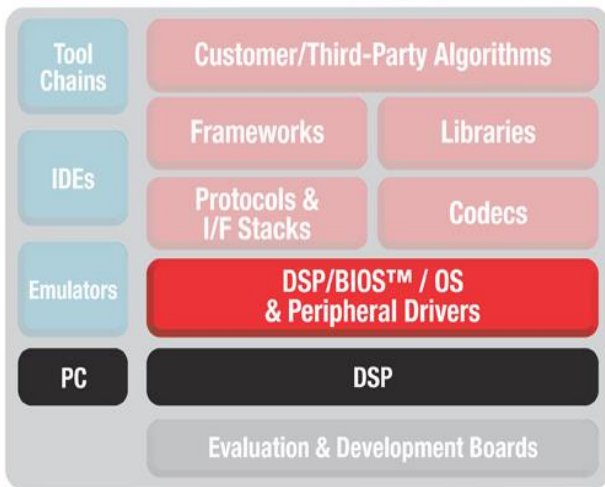 Tool
Chains
IDEs
Emulators
PC
Customer/Third-Party Algorithms
Frameworks
Libraries
Protocols &
I/F Stacks
Codecs
DSP/BIOS™ / OS
& Peripheral Drivers
DSP
Evaluation & Development Boards